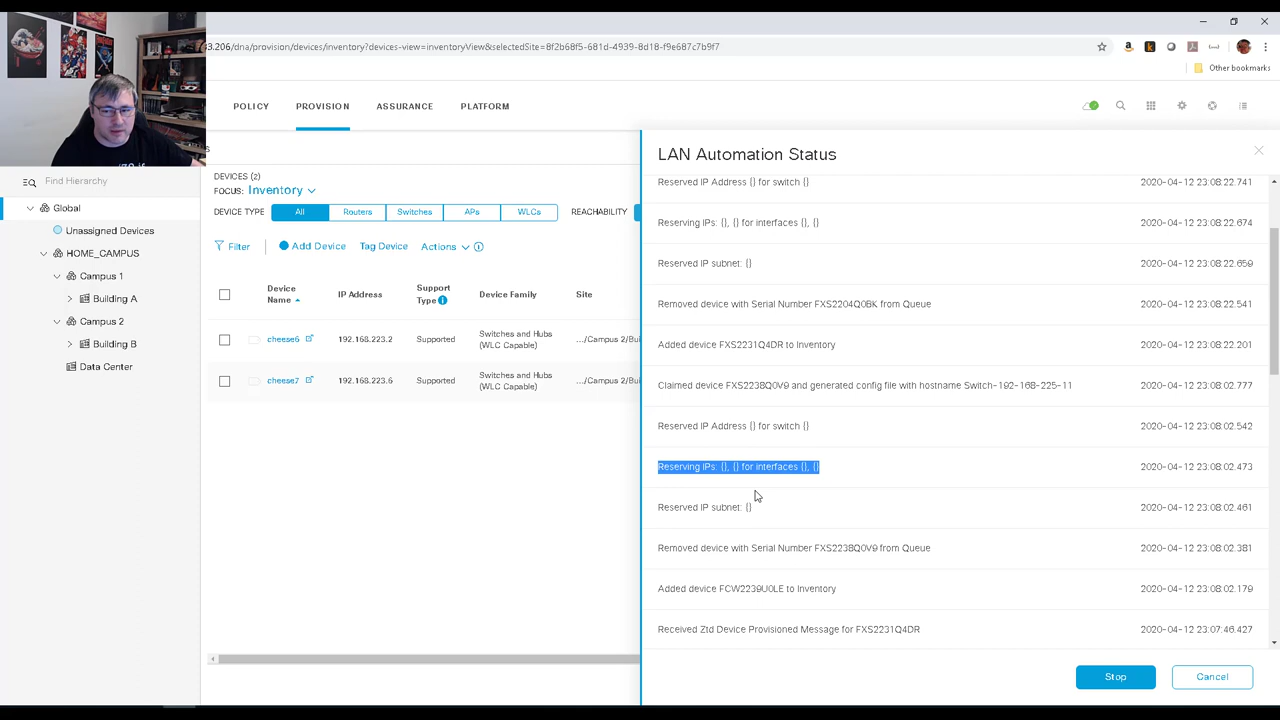 3.206/dna/provision/devices/inventory?devices-view=inventoryView&selectedSite=8f2b68f5-681d-4939-8d18-f9e687c7b9f7
Other bookmarks
POLICY
PROVISION
ASSURANCE
PLATFORM
LAN Automation Status
Find Hierarchy
Global
Unassigned Devices
HOME_CAMPUS
Campus 1
Building A
Campus 2
Building B
Data Center
DEVICES (2)
FOCUS: Inventory
DEVICE TYPE All Routers Switches APs WLCs REACHABILITY
Filter Add Device Tag Device Actions
Device Name IP Address Support Type Device Family Site
cheese6 192.168.223.2 Supported Switches and Hubs (WLC Capable) .../Campus 2/Bui
cheese7 192.168.223.6 Supported Switches and Hubs (WLC Capable) .../Campus 2/Bui
Reserved IP Address {} for switch {} 2020-04-12 23:08:22.741
Reserving IPs: {}, {} for interfaces {}, {} 2020-04-12 23:08:22.674
Reserved IP subnet: {} 2020-04-12 23:08:22.659
Removed device with Serial Number FXS2204Q0BK from Queue 2020-04-12 23:08:22.541
Added device FXS2231Q4DR to Inventory 2020-04-12 23:08:22.201
Claimed device FXS2238Q0V9 and generated config file with hostname Switch-192-168-225-11 2020-04-12 23:08:02.777
Reserved IP Address {} for switch {} 2020-04-12 23:08:02.542
Reserving IPs: {}, {} for interfaces {}, {} 2020-04-12 23:08:02.473
Reserved IP subnet: {} 2020-04-12 23:08:02.461
Removed device with Serial Number FXS2238Q0V9 from Queue 2020-04-12 23:08:02.381
Added device FCW2239U0LE to Inventory 2020-04-12 23:08:02.179
Received Ztd Device Provisioned Message for FXS2231Q4DR 2020-04-12 23:07:46.427
Stop
Cancel